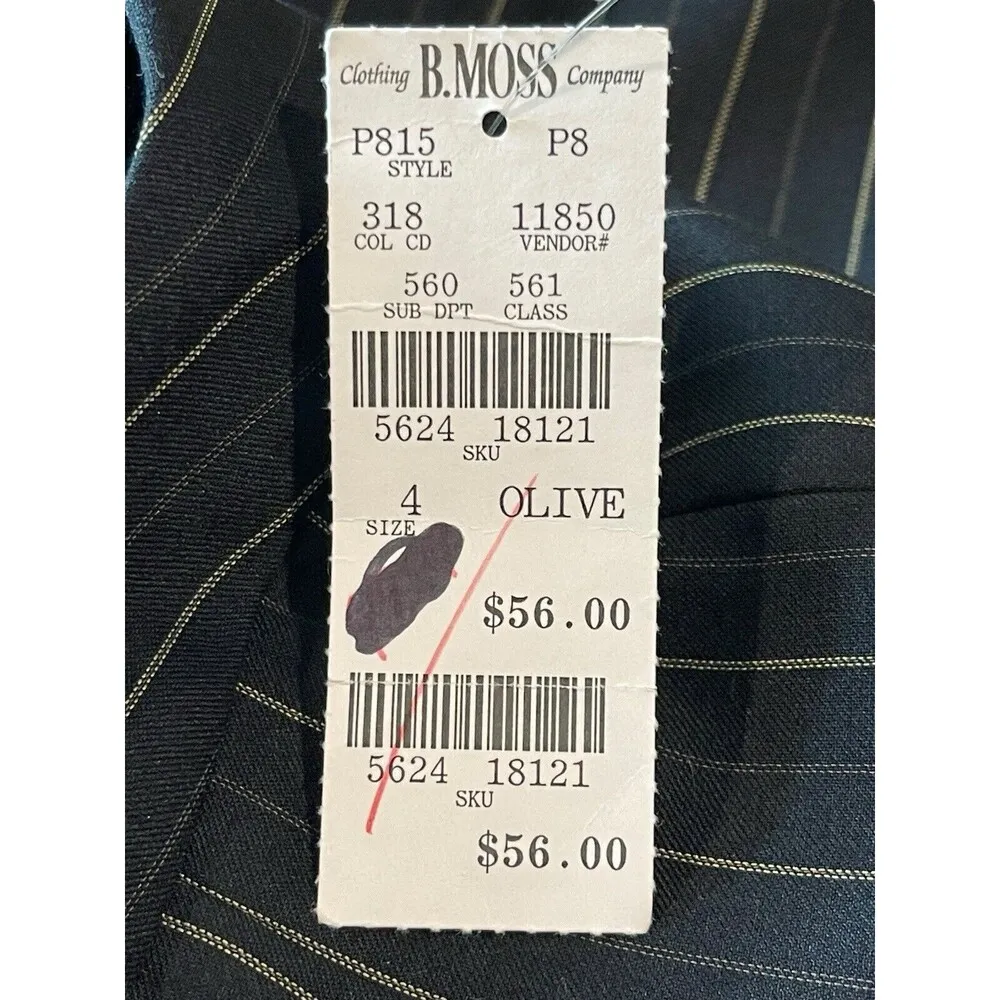 Clothing B.MOSS Company
P815 P8
STYLE
318 11850
COL CD VENDOR#
560 561
SUB DPT CLASS
5624 18121
SKU
4 OLIVE
SIZE
$56.00
5624 18121
SKU
$56.00